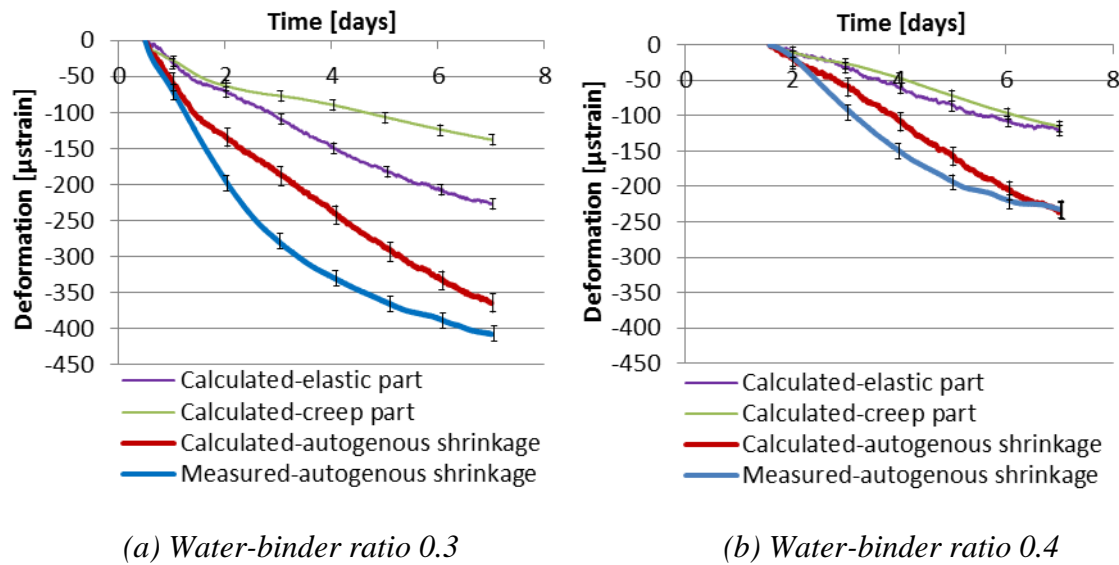 Time [days]
0
-50
-100
-150
-200
-250
-300
-350
-400
-450
0
2
4
6
8
Deformation [μstrain]
Calculated-elastic part
Calculated-creep part
Calculated-autogenous shrinkage
Measured-autogenous shrinkage
(a) Water-binder ratio 0.3
Time [days]
0
-50
-100
-150
-200
-250
-300
-350
-400
-450
0
2
4
6
8
Deformation [μstrain]
Calculated-elastic part
Calculated-creep part
Calculated-autogenous shrinkage
Measured-autogenous shrinkage
(b) Water-binder ratio 0.4